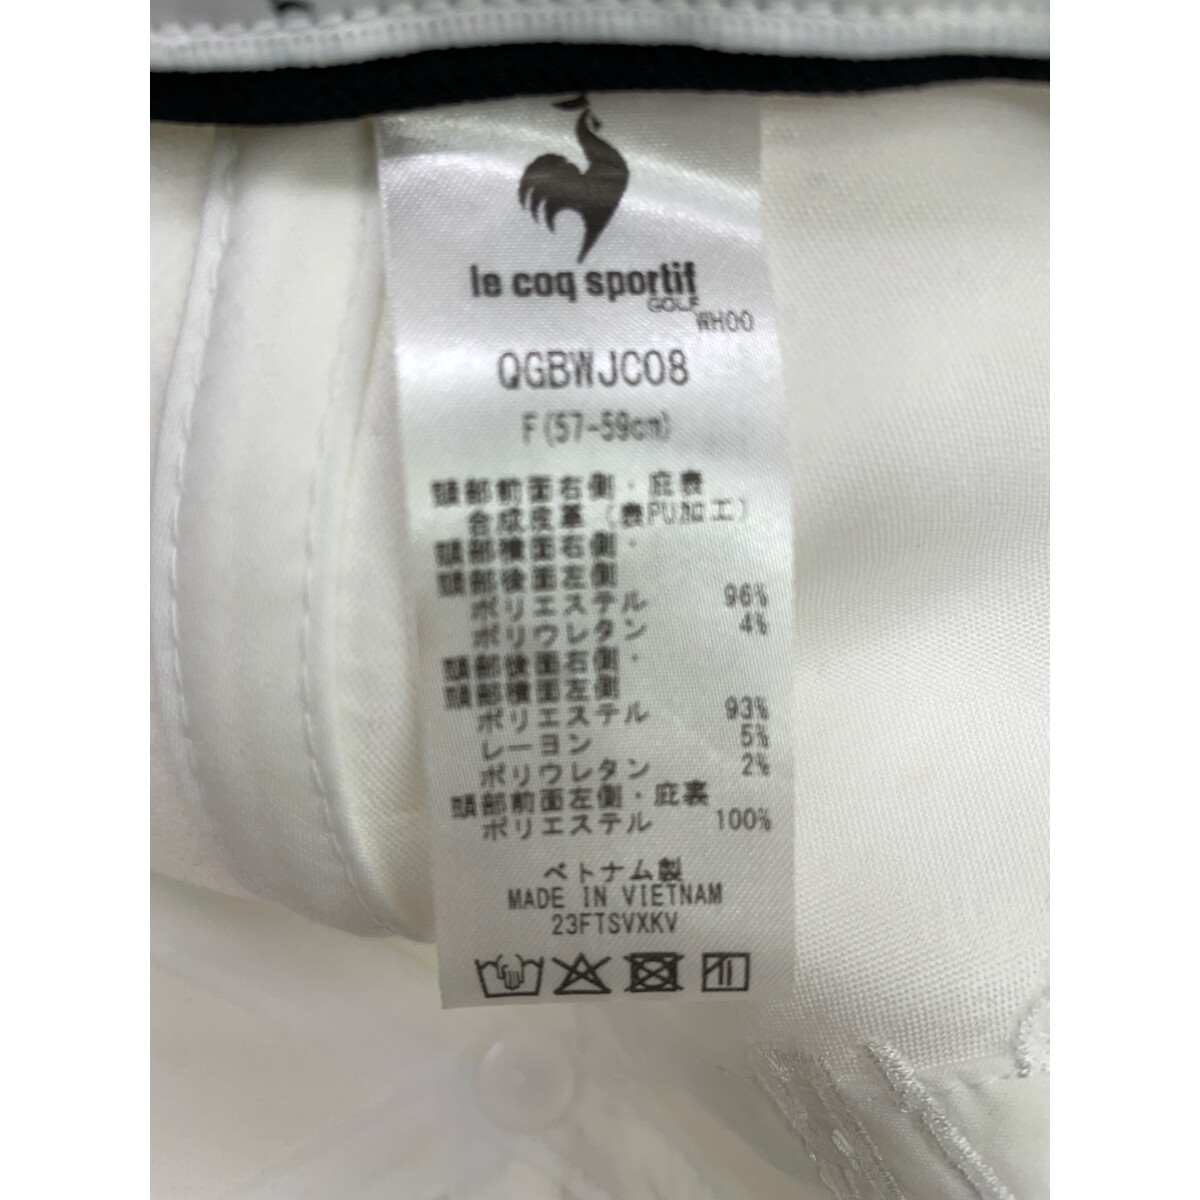 le coq sportif
GOLF
WH00
QGBWJC08
F(57-59cm)
頭部前面右側・庇表
合成皮革(表PU加工)
頭部横面右側・
頭部後面左側
ポリエステル 96%
ポリウレタン 4%
頭部後面右側・
頭部横面左側
ポリエステル 93%
レーヨン 5%
ポリウレタン 2%
頭部前面左側・庇裏
ポリエステル 100%
ベトナム製
MADE IN VIETNAM
23FTSVXKV